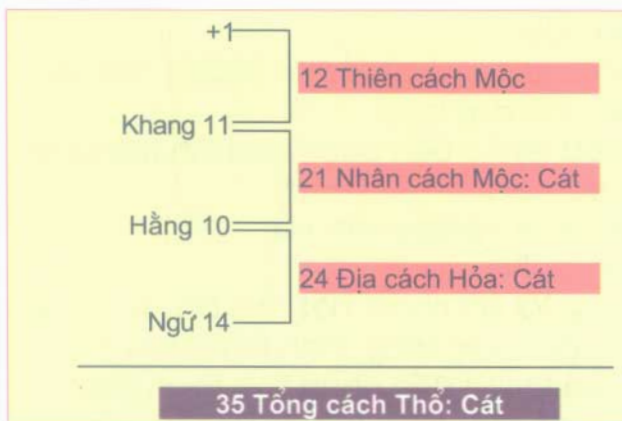 +1
12 Thiên cách Mộc
Khang 11
21 Nhân cách Mộc: Cát
Hằng 10
24 Địa cách Hỏa: Cát
Ngữ 14
35 Tổng cách Thổ: Cát